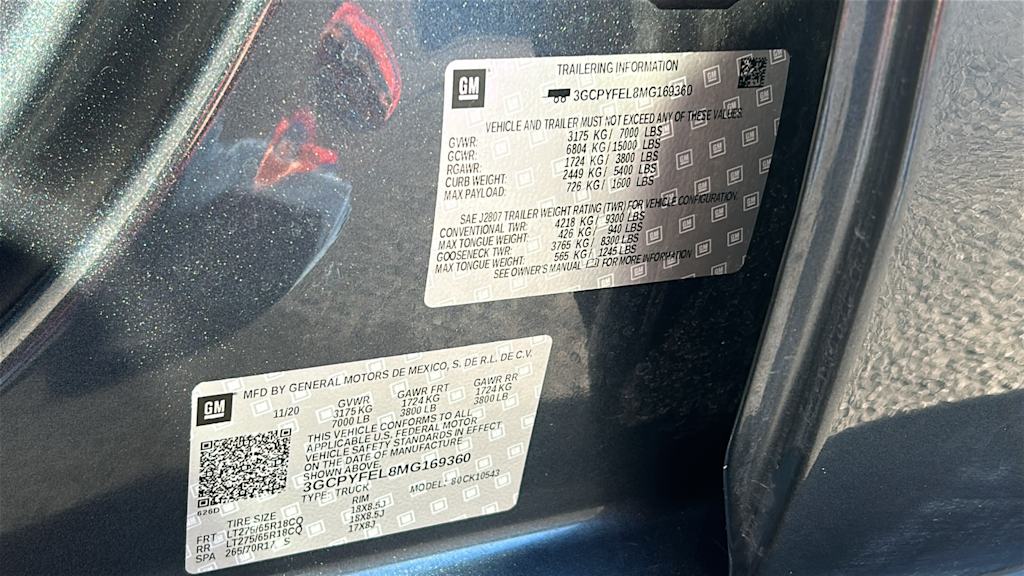 GM
TRAILERING INFORMATION
3GCPYFEL8MG169360
VEHICLE AND TRAILER MUST NOT EXCEED ANY OF THESE VALUES.
GVWR: 3175 KG / 7000 LBS
GCWR: 6804 KG / 15000 LBS
RGAWR: 1724 KG / 3800 LBS
CURB WEIGHT: 2449 KG / 5400 LBS
MAX PAYLOAD: 726 KG / 1600 LBS
SAE J2807 TRAILER WEIGHT RATING (TWR) FOR VEHICLE CONFIGURATION.
CONVENTIONAL TWR: 4218 KG / 9300 LBS
MAX TONGUE WEIGHT: 426 KG / 940 LBS
GOOSENECK TWR: 3765 KG / 8300 LBS
MAX TONGUE WEIGHT: 565 KG / 1245 LBS
SEE OWNER'S MANUAL FOR MORE INFORMATION
GM
MFD BY GENERAL MOTORS DE MEXICO, S. DE R.L. DE C.V.
11/20 GVWR GAWR FRT GAWR RR
3175 KG 1724 KG 1724 KG
7000 LB 3800 LB 3800 LB
THIS VEHICLE CONFORMS TO ALL
APPLICABLE U.S. FEDERAL MOTOR
VEHICLE SAFETY STANDARDS IN EFFECT
ON THE DATE OF MANUFACTURE
SHOWN ABOVE.
3GCPYFEL8MG169360
TYPE: TRUCK MODEL: 80CK10543
626D
TIRE SIZE RIM
FRT LT275/65R18CQ 18X8.5J
RR LT275/65R18CQ 18X8.5J
SPA 265/70R17 S 17X8J